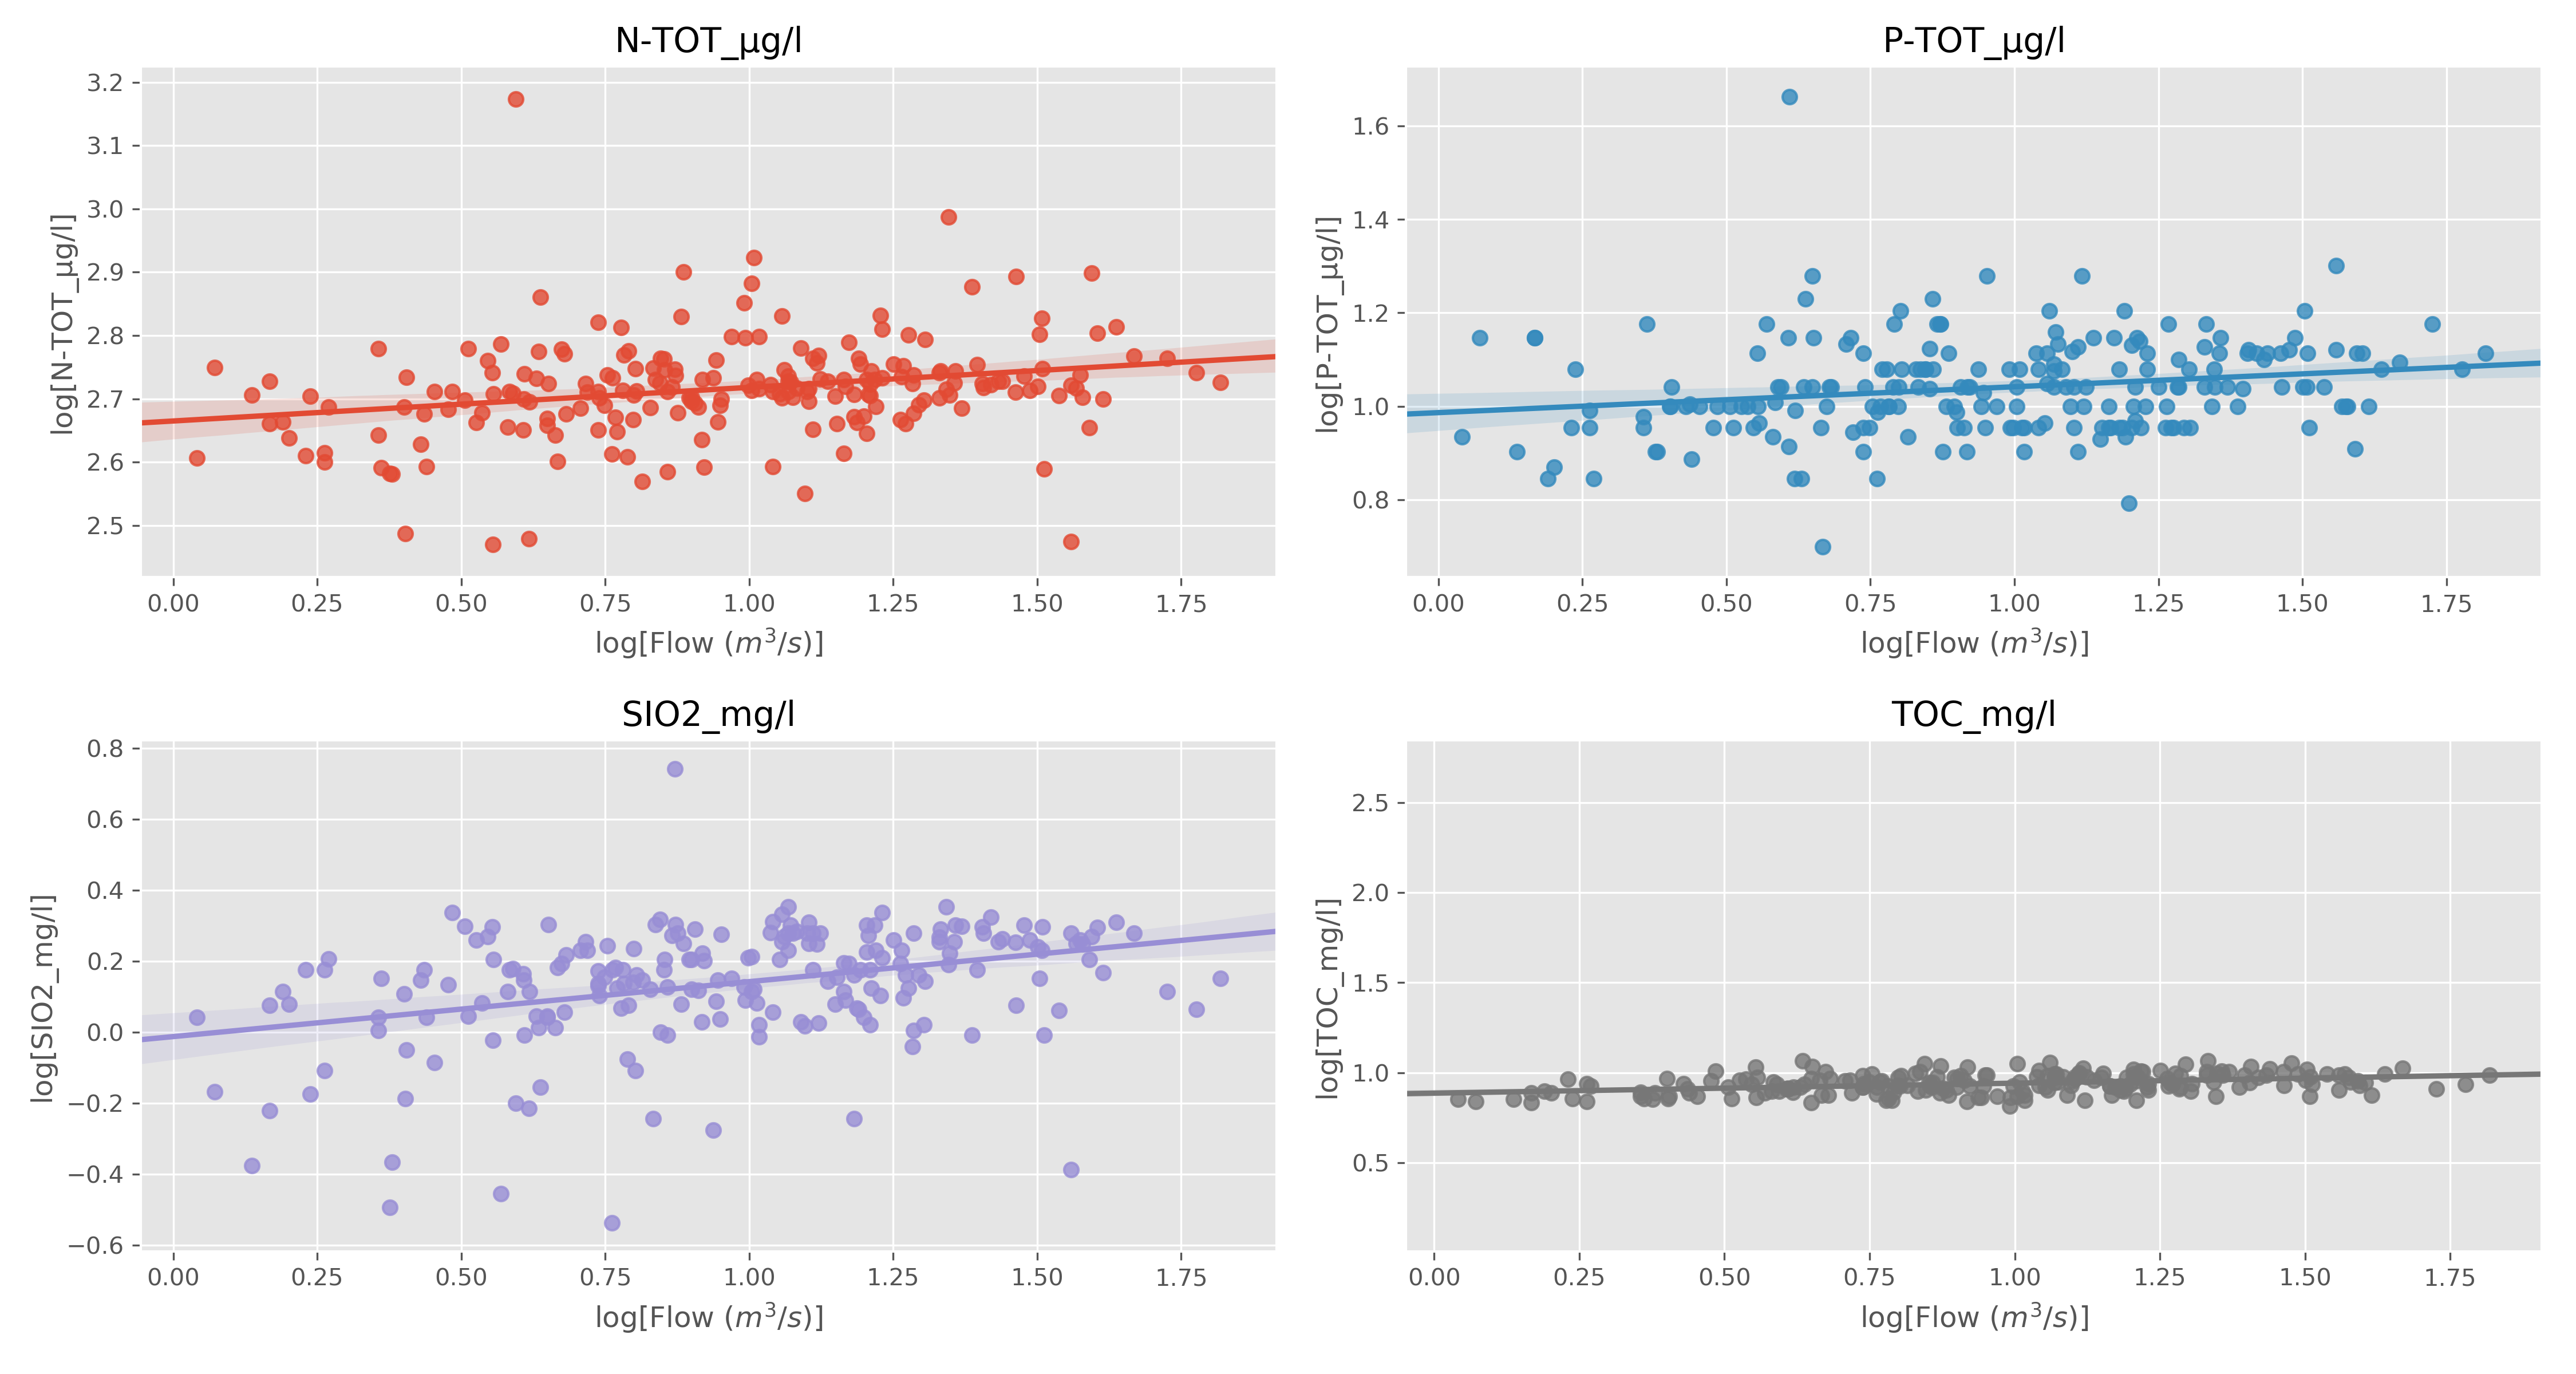 N-TOT_µg/l
log[N-TOT_µg/l]
3.2
3.1
3.0
2.9
2.8
2.7
2.6
2.5
0.00 0.25 0.50 0.75 1.00 1.25 1.50 1.75
log[Flow (m³/s)]
P-TOT_µg/l
log[P-TOT_µg/l]
1.6
1.4
1.2
1.0
0.8
0.00 0.25 0.50 0.75 1.00 1.25 1.50 1.75
log[Flow (m³/s)]
SIO2_mg/l
log[SIO2_mg/l]
0.8
0.6
0.4
0.2
0.0
−0.2
−0.4
−0.6
0.00 0.25 0.50 0.75 1.00 1.25 1.50 1.75
log[Flow (m³/s)]
TOC_mg/l
log[TOC_mg/l]
2.5
2.0
1.5
1.0
0.5
0.00 0.25 0.50 0.75 1.00 1.25 1.50 1.75
log[Flow (m³/s)]